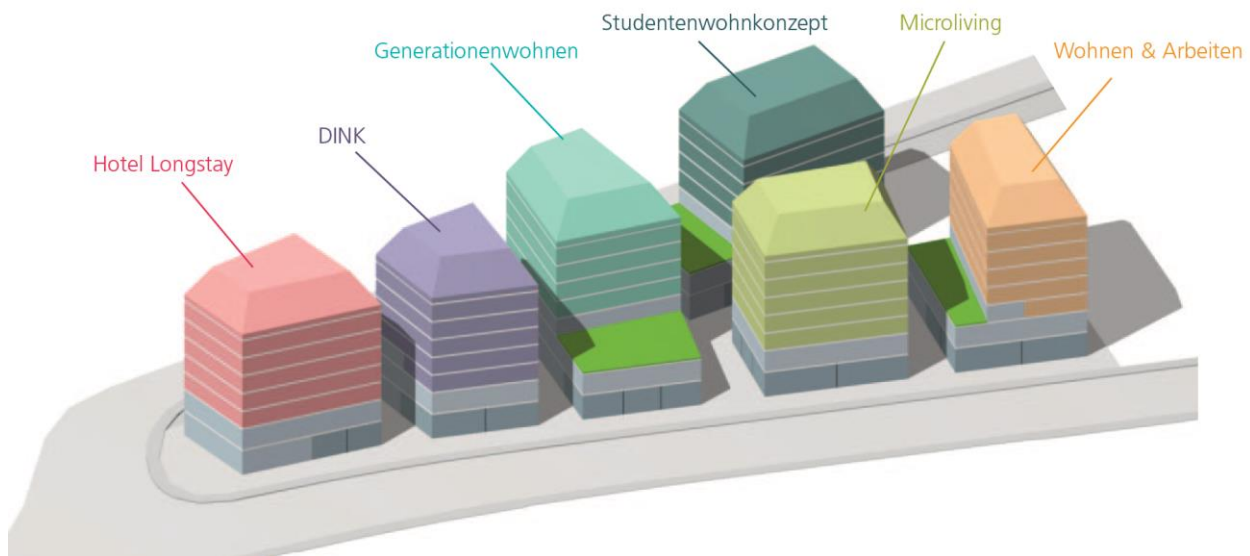 Studentenwohnkonzept
Microliving
Generationenwohnen
Wohnen & Arbeiten
DINK
Hotel Longstay